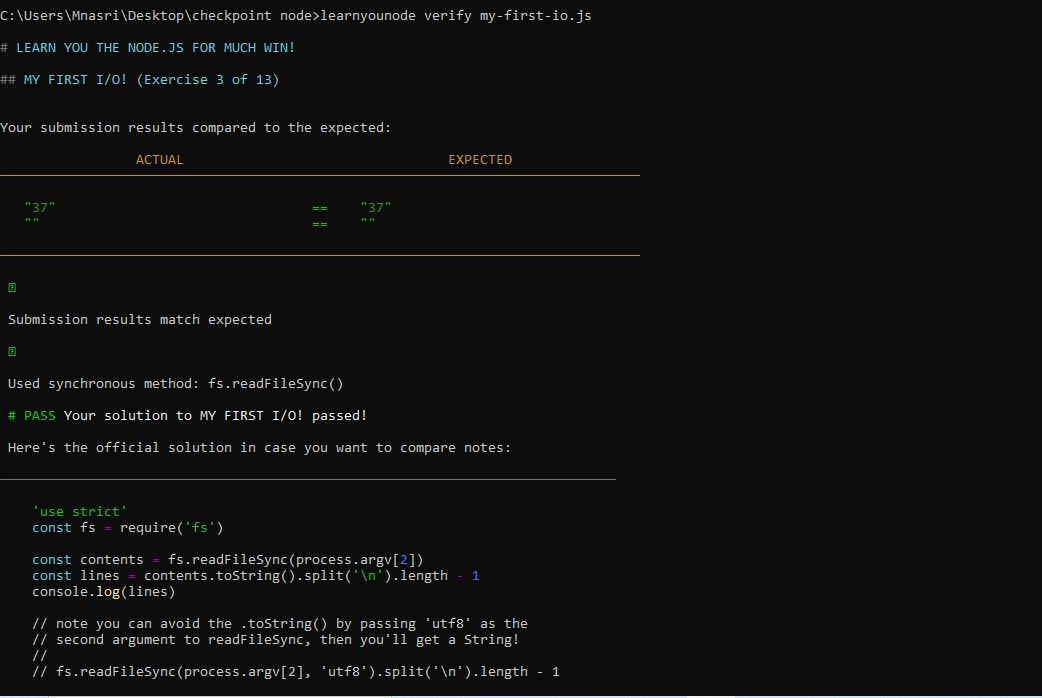 C:\Users\Mnasri\Desktop\checkpoint node>learnyounode verify my-first-io.js
# LEARN YOU THE NODE.JS FOR MUCH WIN!
## MY FIRST I/O! (Exercise 3 of 13)
Your submission results compared to the expected:
ACTUAL EXPECTED
"37" == "37"
"" == ""
Submission results match expected
Used synchronous method: fs.readFileSync()
# PASS Your solution to MY FIRST I/O! passed!
Here's the official solution in case you want to compare notes:
'use strict'
const fs = require('fs')
const contents = fs.readFileSync(process.argv[2])
const lines = contents.toString().split('\n').length - 1
console.log(lines)
// note you can avoid the .toString() by passing 'utf8' as the
// second argument to readFileSync, then you'll get a String!
//
// fs.readFileSync(process.argv[2], 'utf8').split('\n').length - 1